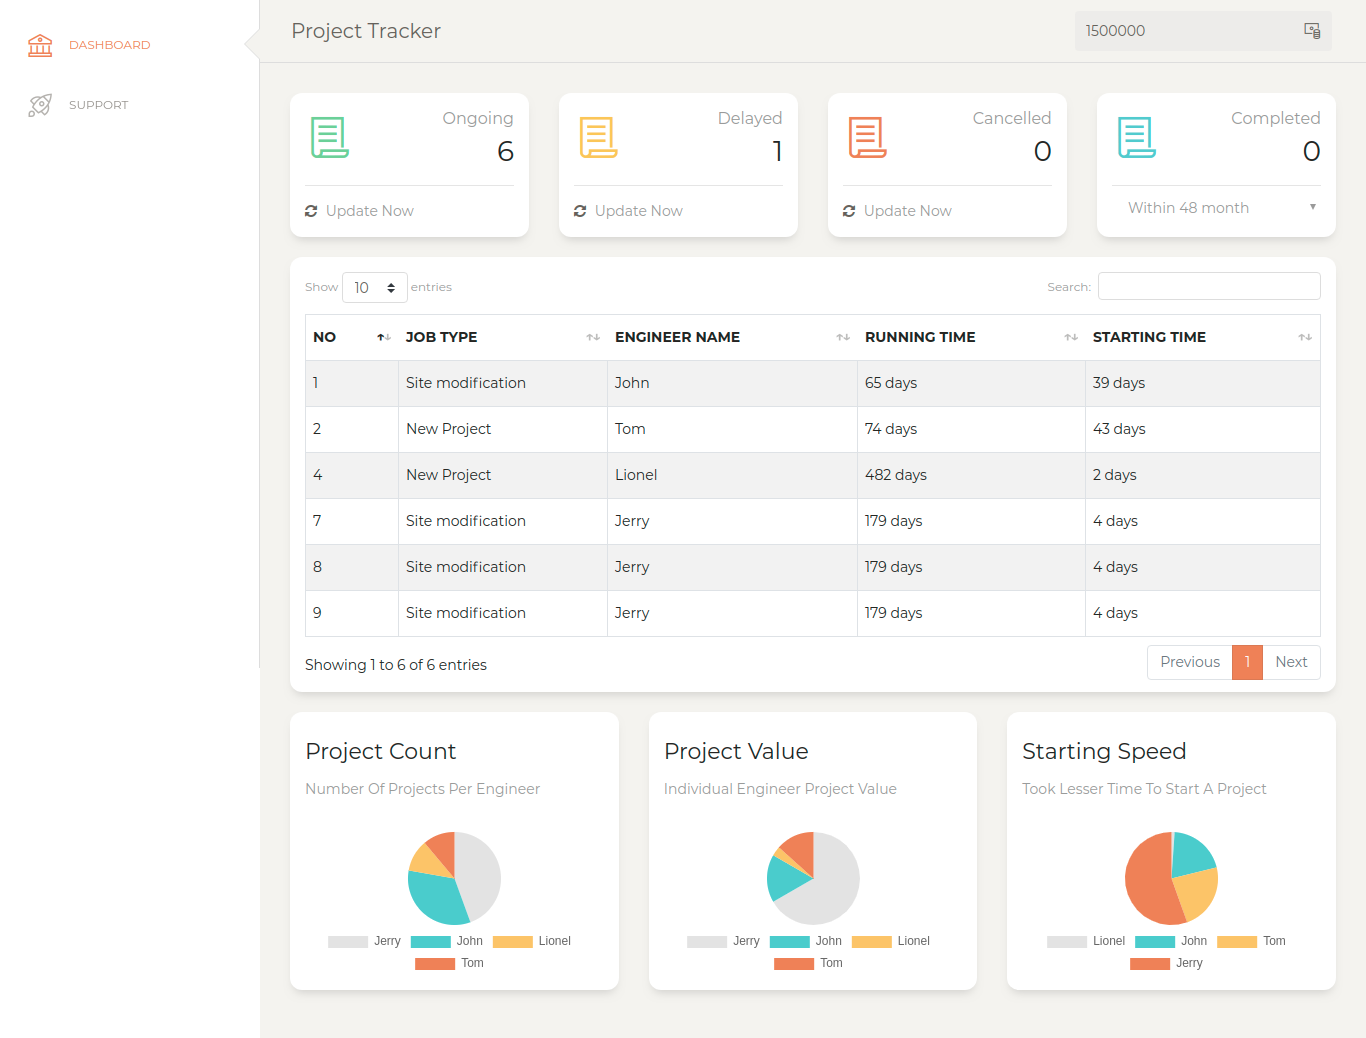 DASHBOARD
SUPPORT
Project Tracker
1500000
Ongoing
6
Update Now
Delayed
1
Update Now
Cancelled
0
Update Now
Completed
0
Within 48 month
Show 10 entries
Search:
NO JOB TYPE ENGINEER NAME RUNNING TIME STARTING TIME
1 Site modification John 65 days 39 days
2 New Project Tom 74 days 43 days
4 New Project Lionel 482 days 2 days
7 Site modification Jerry 179 days 4 days
8 Site modification Jerry 179 days 4 days
9 Site modification Jerry 179 days 4 days
Showing 1 to 6 of 6 entries
Previous 1 Next
Project Count
Number Of Projects Per Engineer
Jerry John Lionel
Tom
Project Value
Individual Engineer Project Value
Jerry John Lionel
Tom
Starting Speed
Took Lesser Time To Start A Project
Lionel John Tom
Jerry